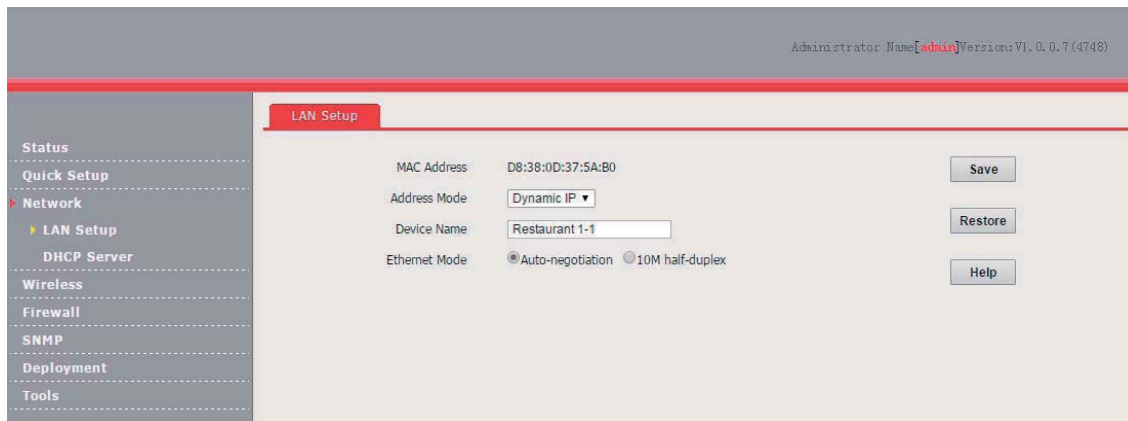 Administrator Name[admin]Version:V1.0.0.7(4748)
LAN Setup
Status
Quick Setup
Network
LAN Setup
DHCP Server
Wireless
Firewall
SNMP
Deployment
Tools
MAC Address D8:38:0D:37:5A:B0
Address Mode Dynamic IP
Device Name Restaurant 1-1
Ethernet Mode Auto-negotiation 10M half-duplex
Save
Restore
Help